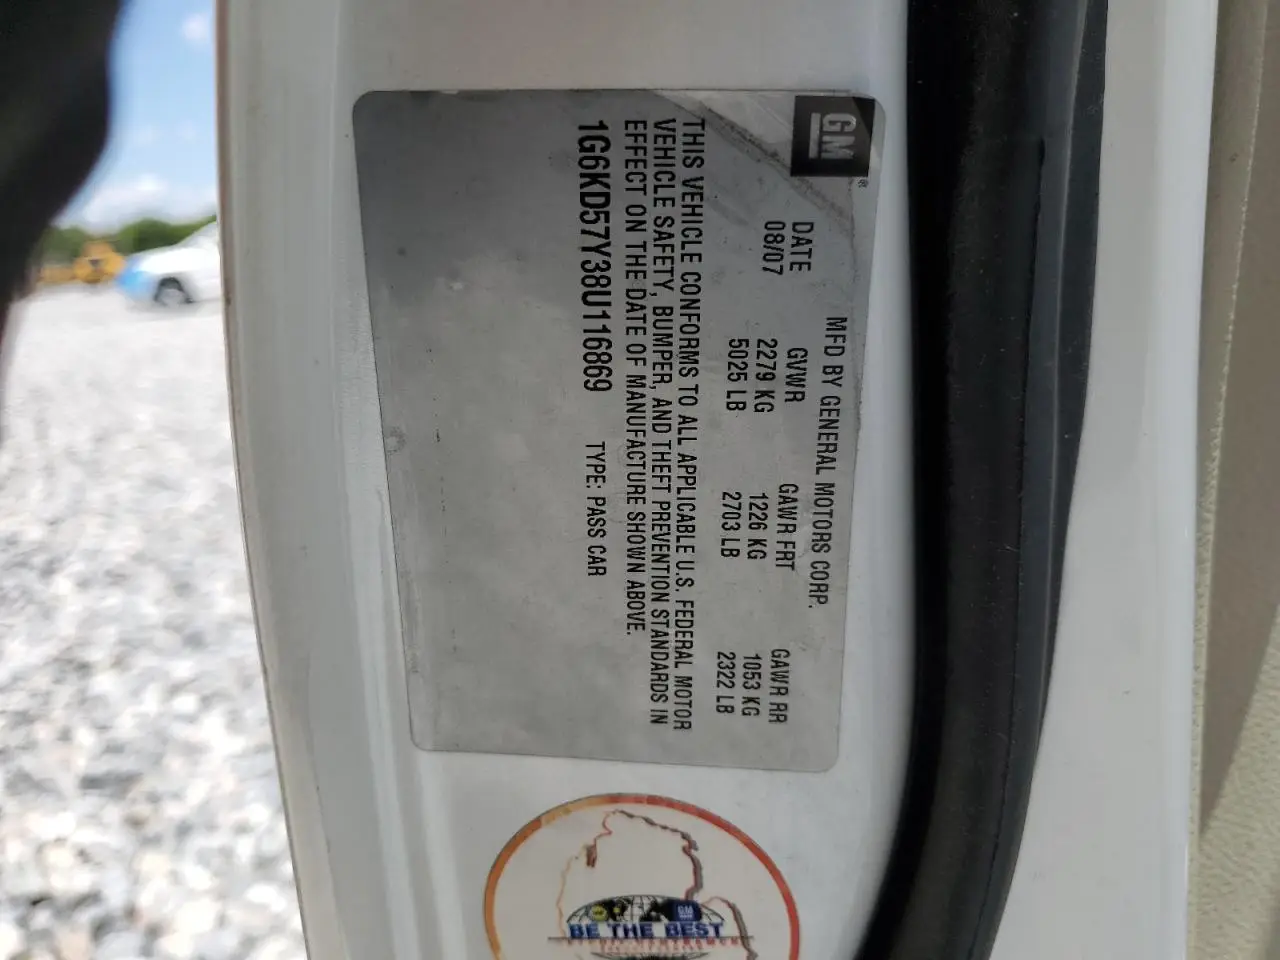 GM
®
MFD BY GENERAL MOTORS CORP.
DATE GVWR GAWR FRT GAWR RR
08/07 2279 KG 1226 KG 1053 KG
5025 LB 2703 LB 2322 LB
THIS VEHICLE CONFORMS TO ALL APPLICABLE U.S. FEDERAL MOTOR
VEHICLE SAFETY, BUMPER, AND THEFT PREVENTION STANDARDS IN
EFFECT ON THE DATE OF MANUFACTURE SHOWN ABOVE.
1G6KD57Y38U116869 TYPE: PASS CAR
GM
BE THE BEST